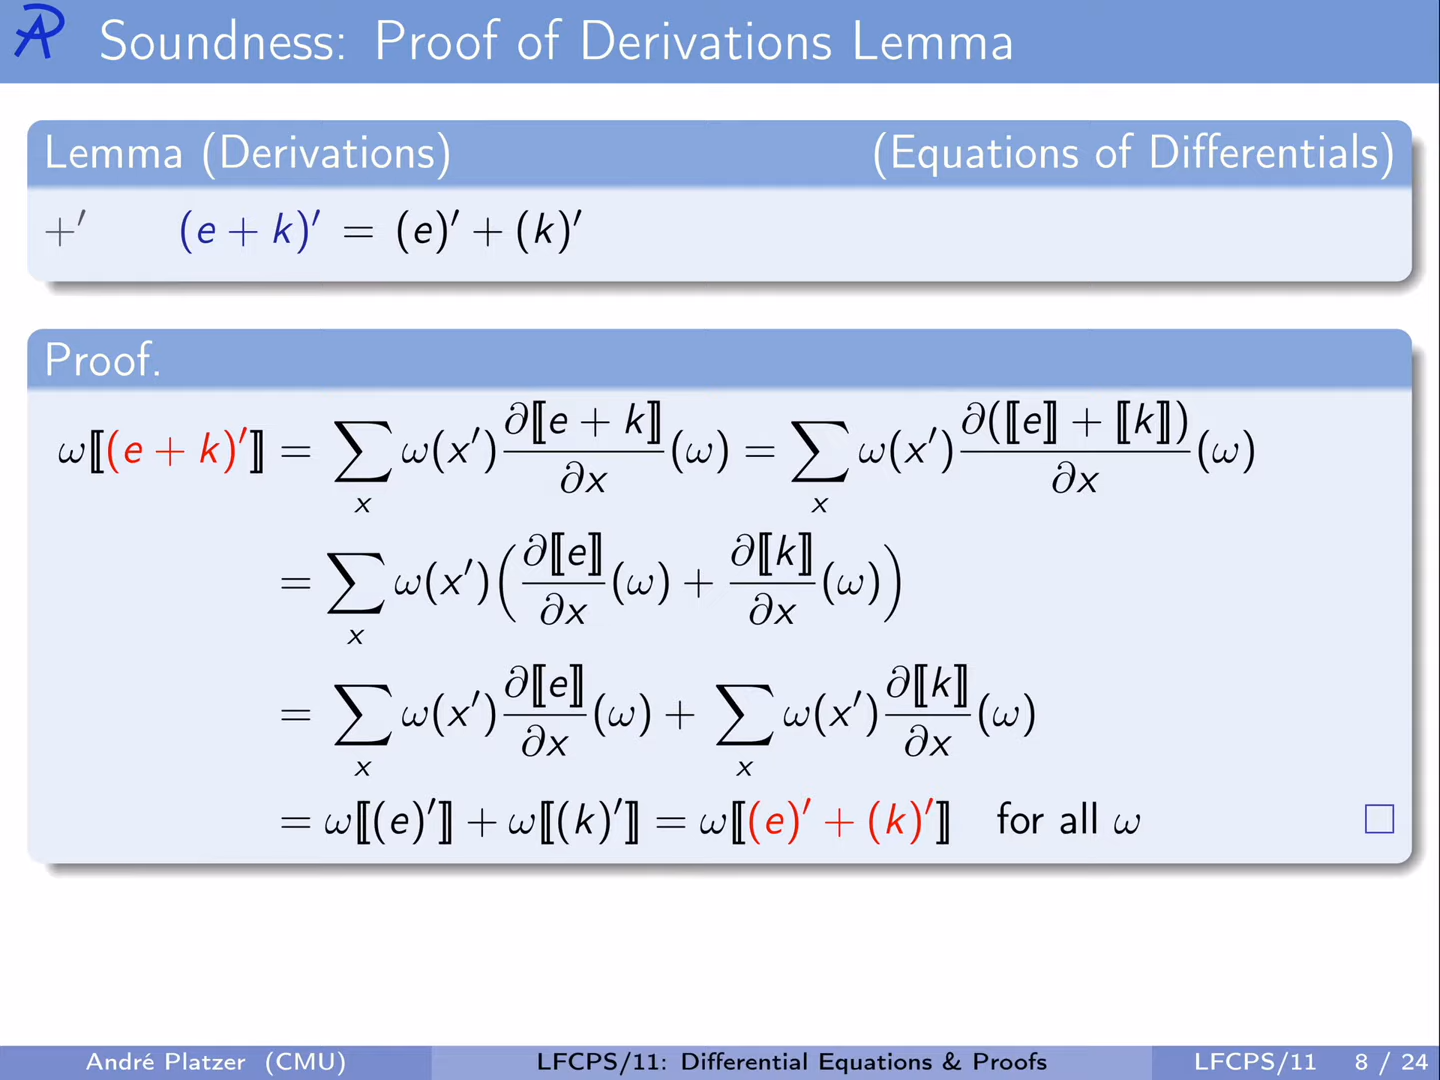 Soundness: Proof of Derivations Lemma
Lemma (Derivations) (Equations of Differentials)
+′ (e + k)′ = (e)′ + (k)′
Proof.
ω⟦(e + k)′⟧ = ∑ₓ ω(x′) ∂⟦e + k⟧/∂x (ω) = ∑ₓ ω(x′) ∂(⟦e⟧ + ⟦k⟧)/∂x (ω)
= ∑ₓ ω(x′) (∂⟦e⟧/∂x (ω) + ∂⟦k⟧/∂x (ω))
= ∑ₓ ω(x′) ∂⟦e⟧/∂x (ω) + ∑ₓ ω(x′) ∂⟦k⟧/∂x (ω)
= ω⟦(e)′⟧ + ω⟦(k)′⟧ = ω⟦(e)′ + (k)′⟧ for all ω □
André Platzer (CMU) LFCPS/11: Differential Equations & Proofs LFCPS/11 8 / 24